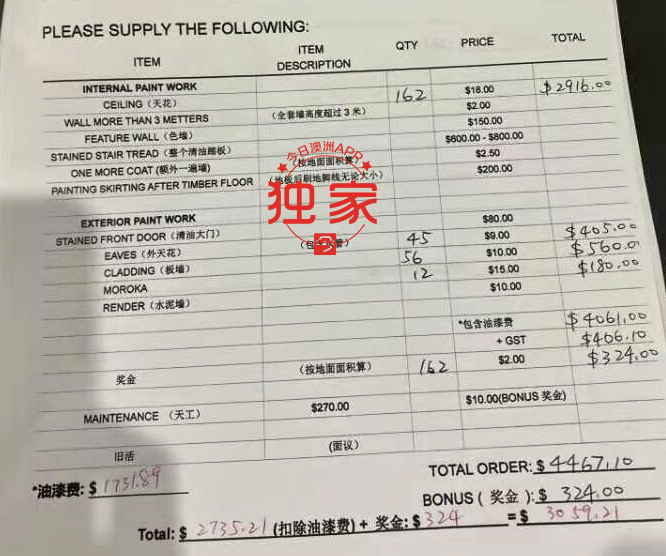 PLEASE SUPPLY THE FOLLOWING:
ITEM ITEM DESCRIPTION QTY PRICE TOTAL
INTERNAL PAINT WORK
CEILING（天花） 162 $18.00 $2916.00
WALL MORE THAN 3 METTERS （全套墙高度超过 3 米） $2.00
FEATURE WALL（色墙） $150.00
STAINED STAIR TREAD（整个清油踏板） $600.00 - $800.00
ONE MORE COAT（额外一遍墙） （按地面面积算） $2.50
PAINTING SKIRTING AFTER TIMBER FLOOR （地板后刷地脚线无论大小） $200.00
今日澳洲APP
独家
EXTERIOR PAINT WORK
STAINED FRONT DOOR（清油大门） $80.00
EAVES（外天花） （包 管） 45 $9.00 $405.00
CLADDING（板墙） 56 $10.00 $560.0
MOROKA 12 $15.00 $180.00
RENDER（水泥墙） $10.00
*包含油漆费 $4061.00
+ GST $406.10
奖金 （按地面面积算） 162 $2.00 $324.00
MAINTENANCE （天工） $270.00 $10.00(BONUS 奖金)
旧活 (面议)
*油漆费: $ 1731.89
TOTAL ORDER: $ 4467.10
BONUS ( 奖金 ): $ 324.00
Total: $ 2735.21 (扣除油漆费) + 奖金: $ 324 = $ 3059.21